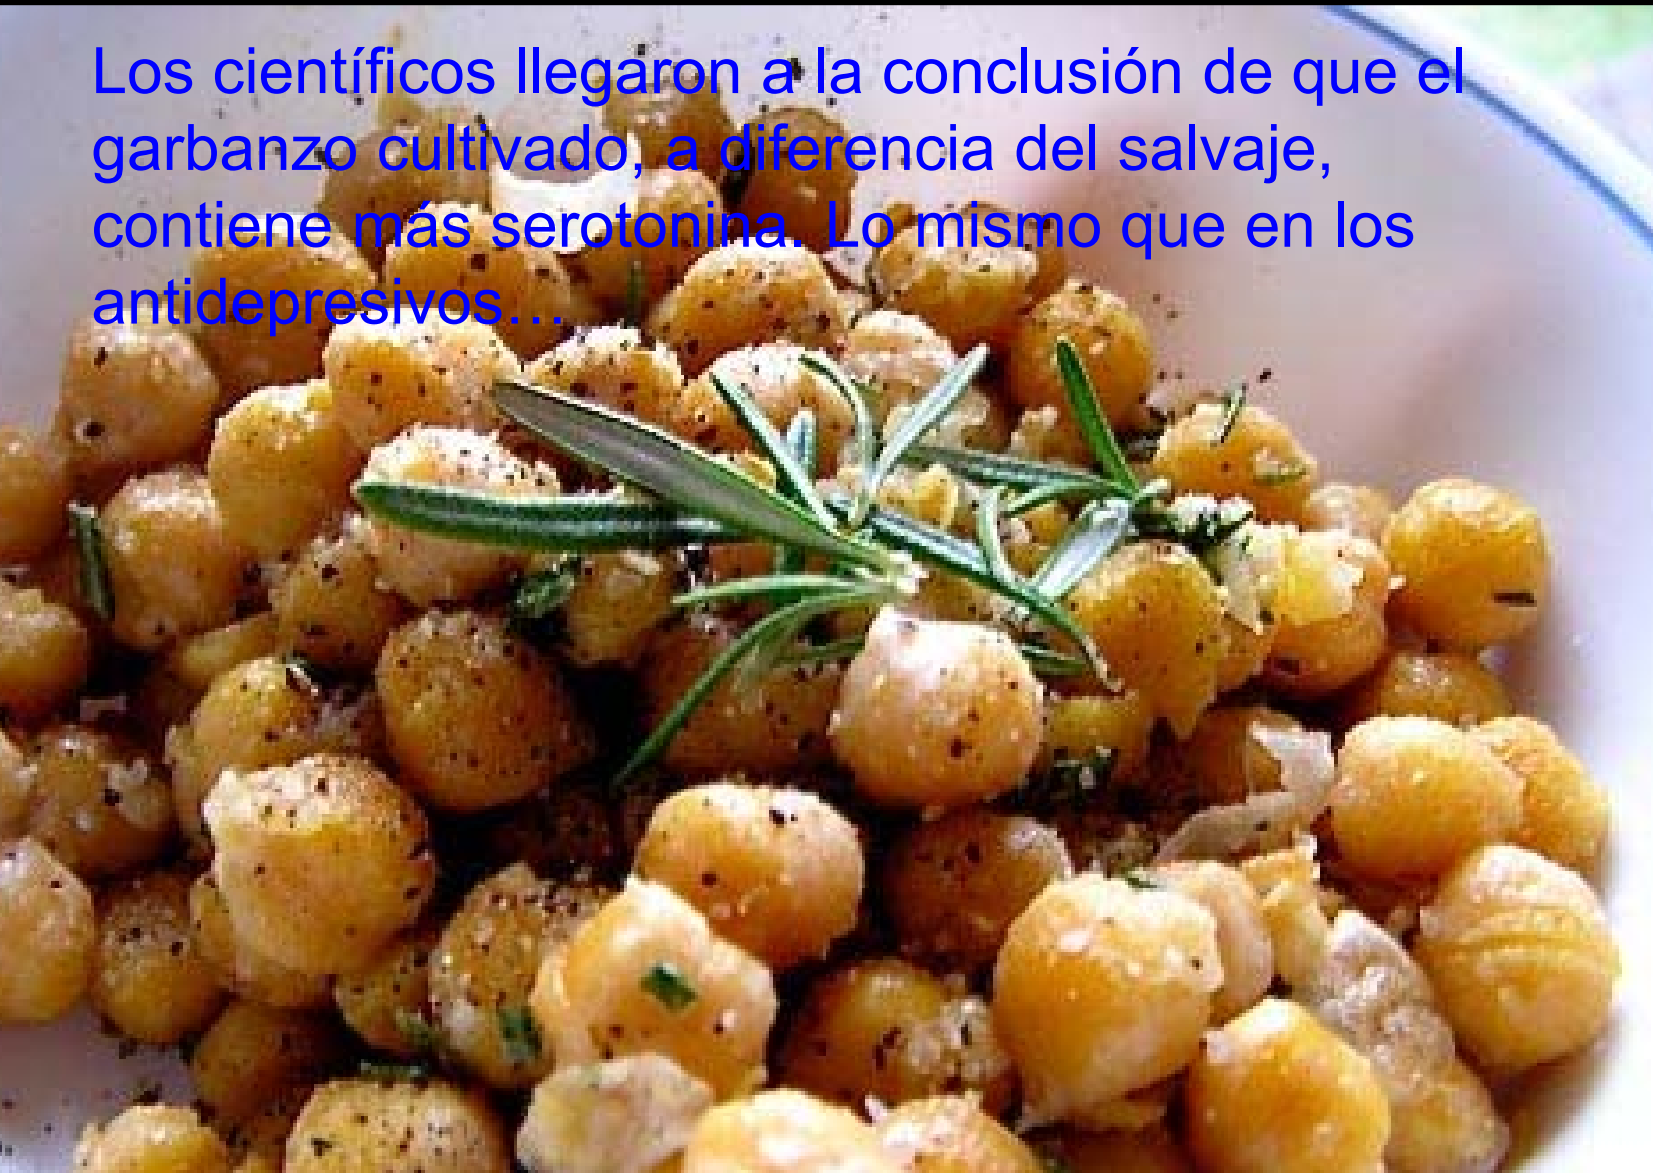 Los científicos llegaron a la conclusión de que el
garbanzo cultivado, a diferencia del salvaje,
contiene más serotonina. Lo mismo que en los
antidepresivos…